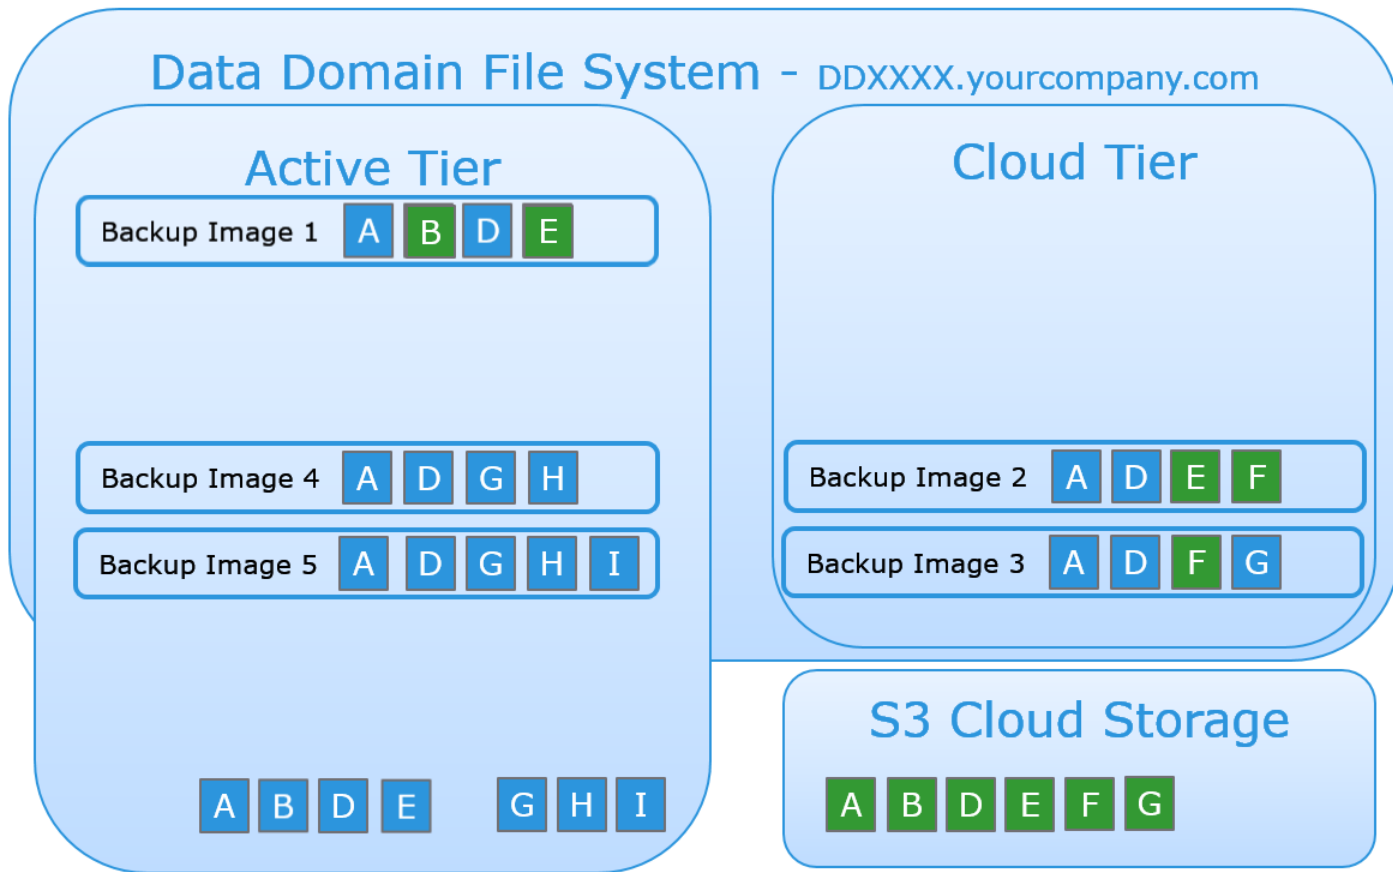 Data Domain File System - DDXXXX.yourcompany.com
Active Tier
Backup Image 1 A B D E
Backup Image 4 A D G H
Backup Image 5 A D G H I
A B D E G H I
Cloud Tier
Backup Image 2 A D E F
Backup Image 3 A D F G
S3 Cloud Storage
A B D E F G